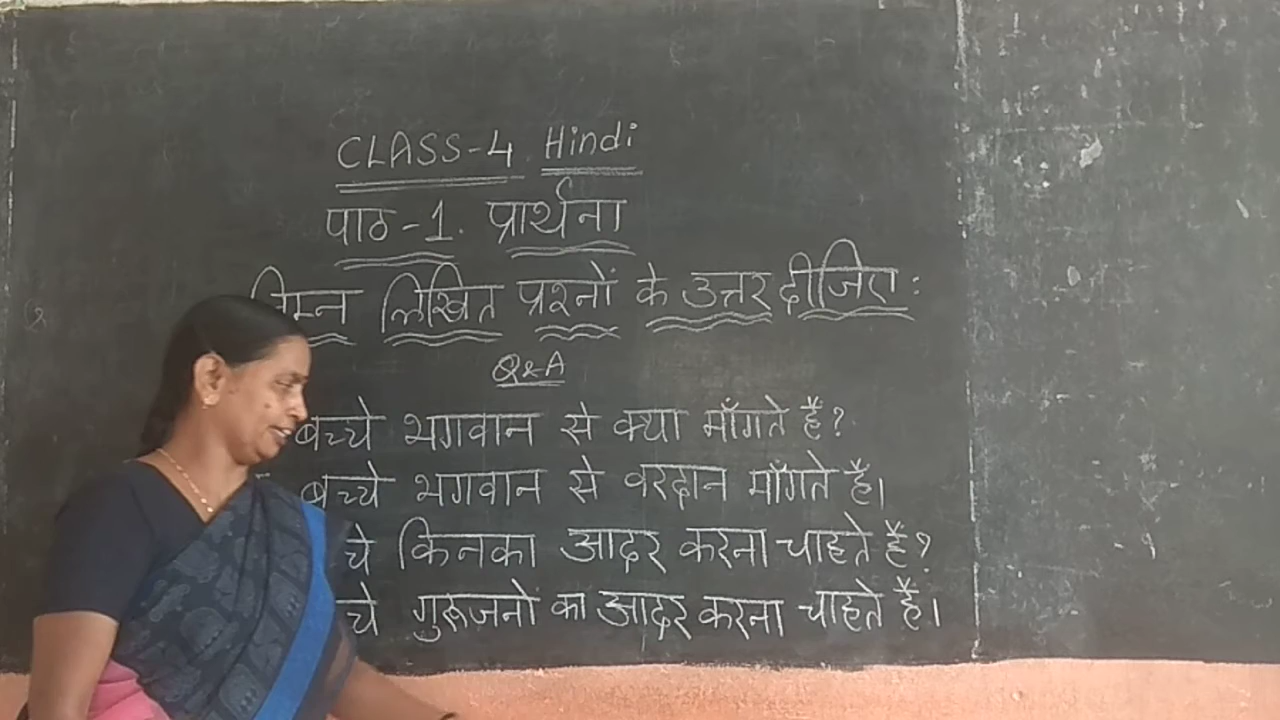 CLASS-4 Hindi
पाठ-1. प्रार्थना
लिखित प्रश्नों के उत्तर दीजिए:
Q&A
बच्चे भगवान से क्या माँगते हैं?
बच्चे भगवान से वरदान माँगते हैं।
चे किनका आदर करना चाहते हैं?
चे गुरूजनों का आदर करना चाहते हैं।